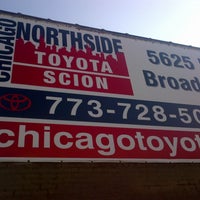 CHICAGO
NORTHSIDE
TOYOTA
SCION
5625
Broad
773-728-50
chicagotoyot